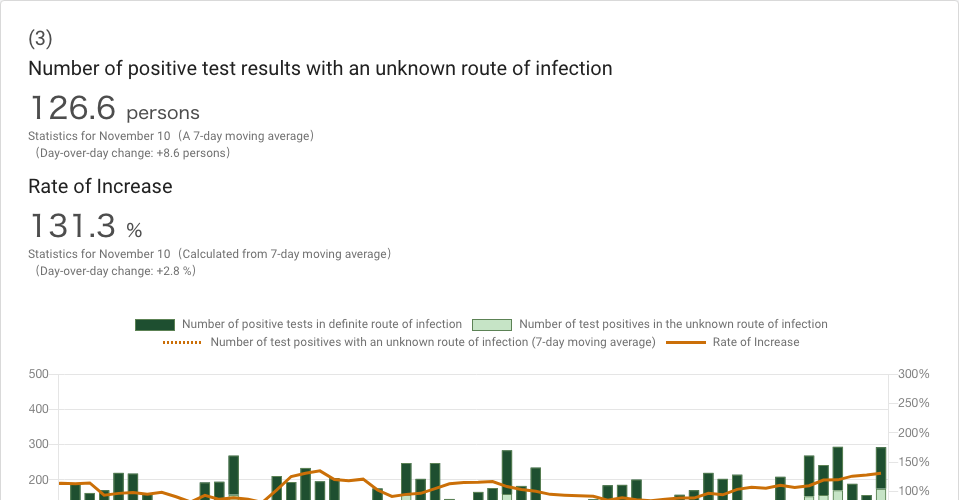 (3)
Number of positive test results with an unknown route of infection
126.6 persons
Statistics for November 10（A 7-day moving average）
（Day-over-day change: +8.6 persons）
Rate of Increase
131.3 %
Statistics for November 10（Calculated from 7-day moving average）
（Day-over-day change: +2.8 %）
Number of positive tests in definite route of infection Number of test positives in the unknown route of infection
Number of test positives with an unknown route of infection (7-day moving average) Rate of Increase
500 300%
250%
400
200%
300
150%
200
100%